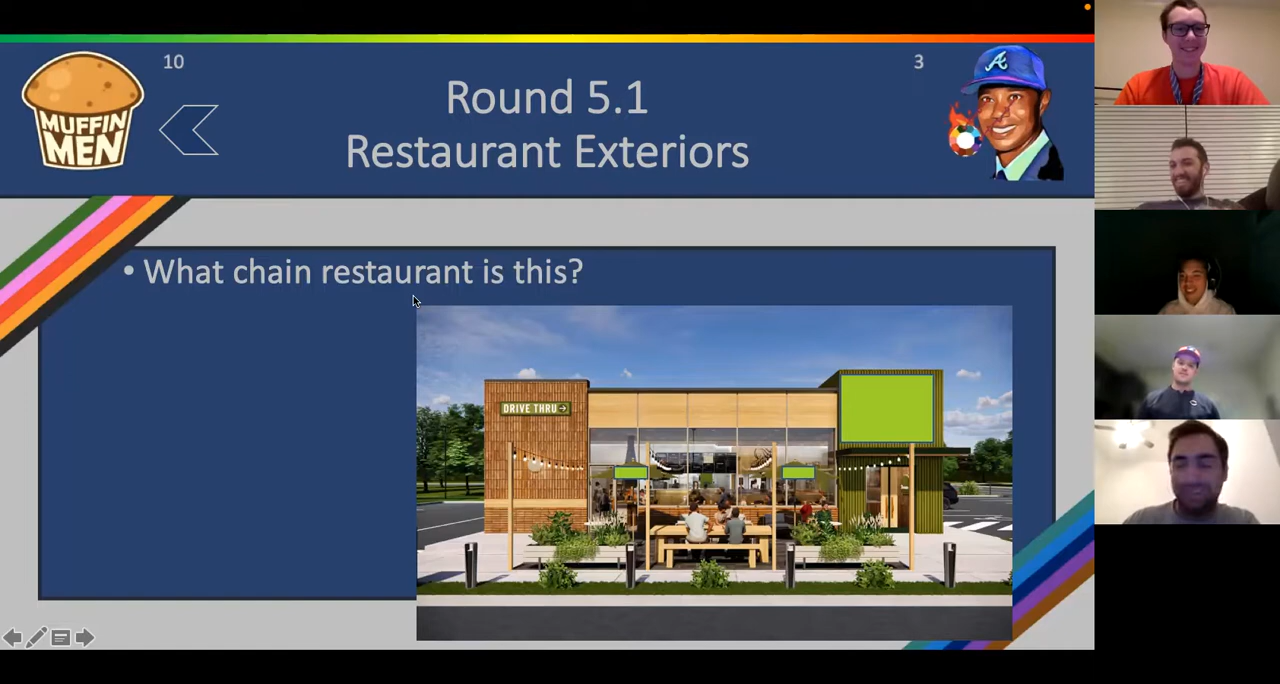 10
3
Round 5.1
Restaurant Exteriors
MUFFIN
MEN
A
• What chain restaurant is this?
DRIVE THRU→